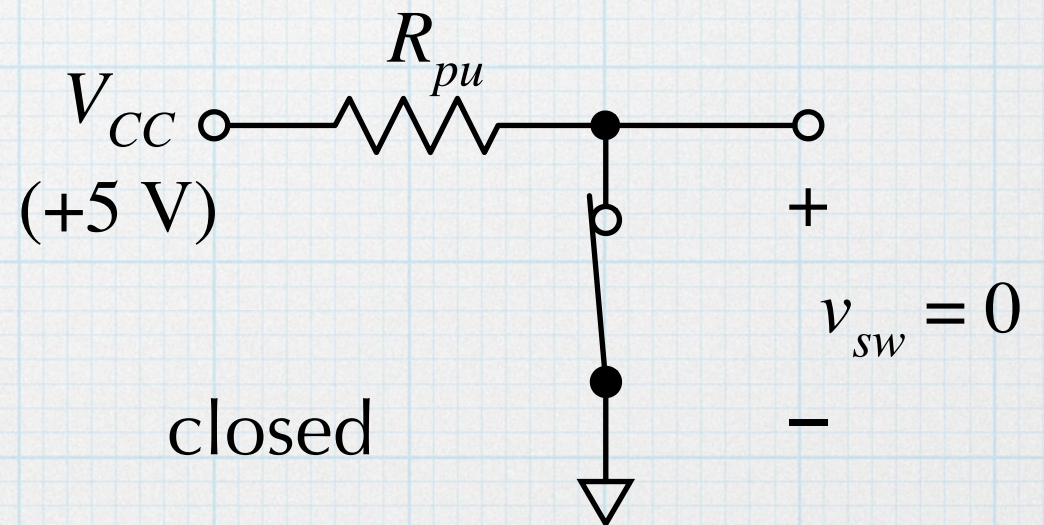 R_pu
V_CC
(+5 V)
+
v_sw = 0
closed
−